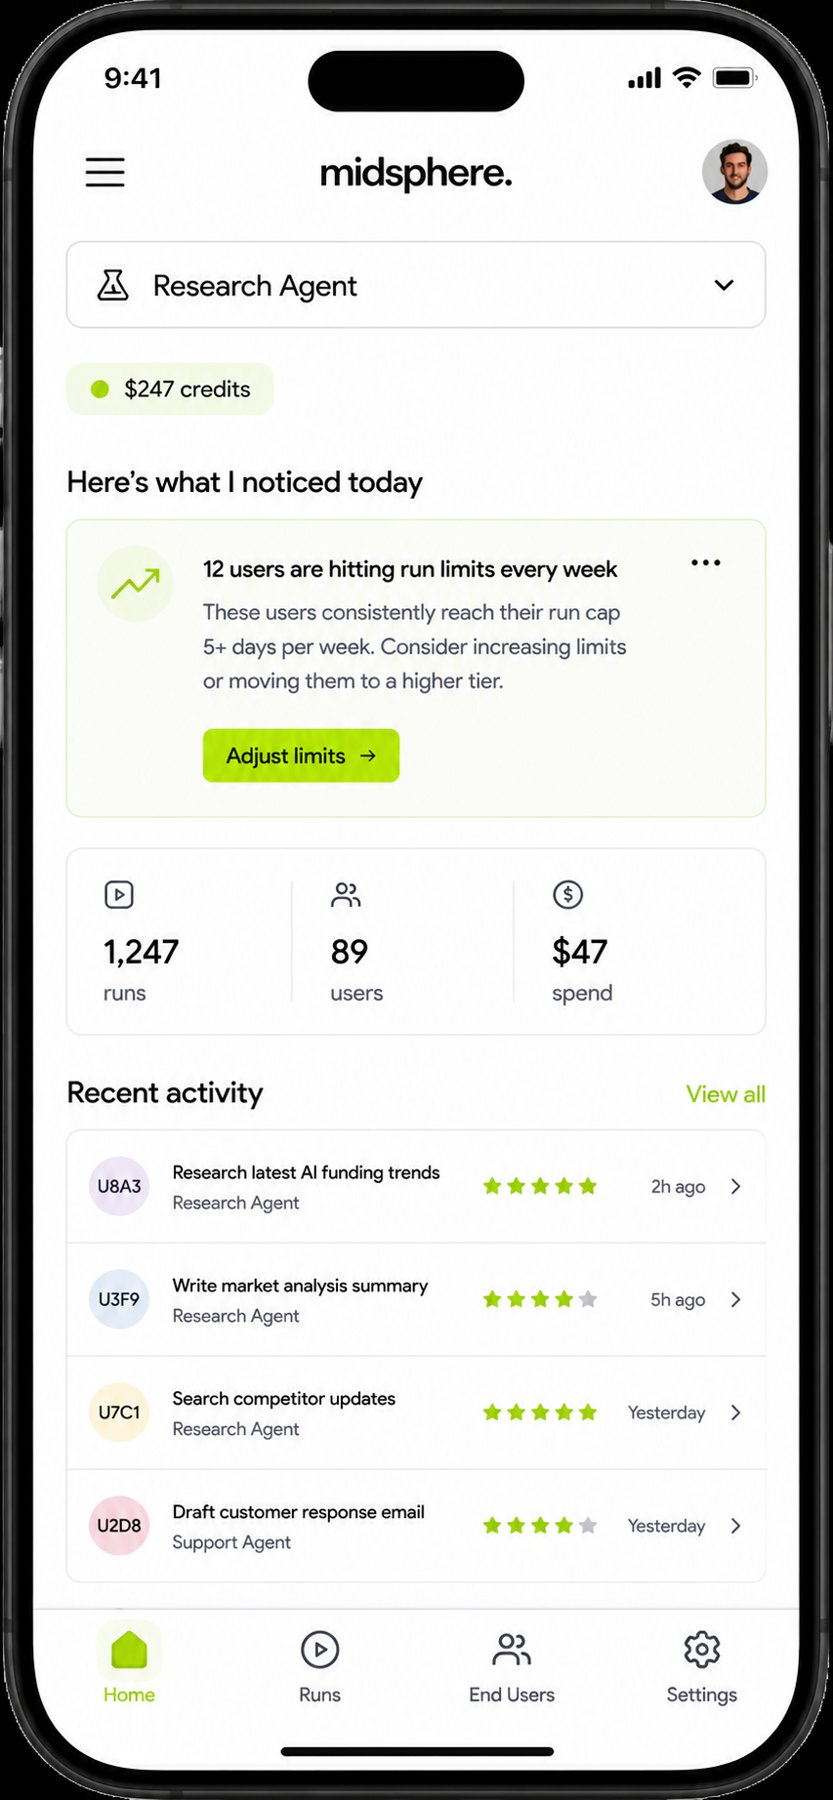 9:41
midsphere.
Research Agent
$247 credits
Here's what I noticed today
12 users are hitting run limits every week
These users consistently reach their run cap
5+ days per week. Consider increasing limits
or moving them to a higher tier.
Adjust limits →
1,247
runs
89
users
$47
spend
Recent activity
View all
U8A3
Research latest AI funding trends
Research Agent
2h ago
U3F9
Write market analysis summary
Research Agent
5h ago
U7C1
Search competitor updates
Research Agent
Yesterday
U2D8
Draft customer response email
Support Agent
Yesterday
Home
Runs
End Users
Settings